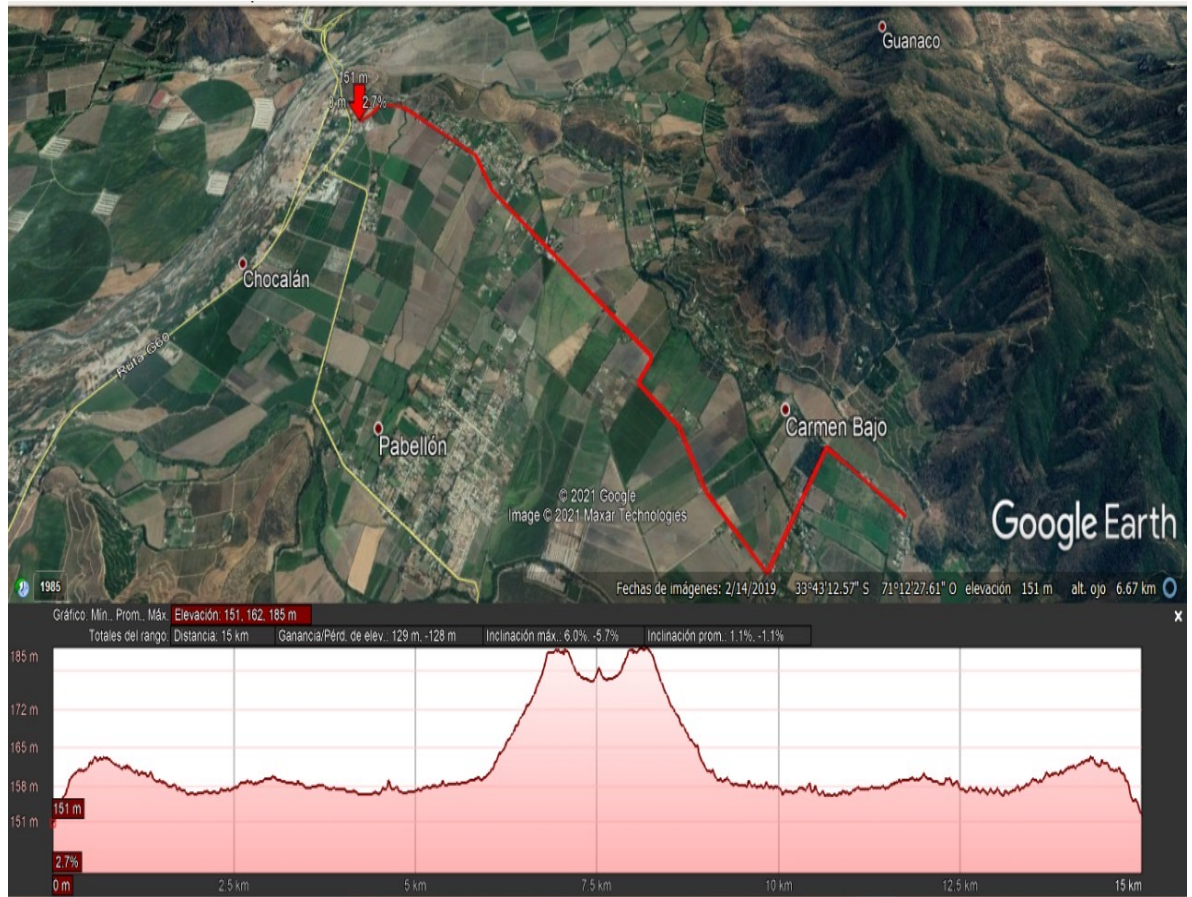 Guanaco
151 m
0 m 2.7%
Chocalán
Ruta G60
Pabellón
Carmen Bajo
© 2021 Google
Image © 2021 Maxar Technologies
Google Earth
1985
Fechas de imágenes: 2/14/2019 33°43'12.57" S 71°12'27.61" O elevación 151 m alt. ojo 6.67 km
Gráfico: Mín., Prom., Máx. Elevación: 151, 162, 185 m
Totales del rango: Distancia: 15 km Ganancia/Pérd. de elev.: 129 m, -128 m Inclinación máx.: 6.0%, -5.7% Inclinación prom.: 1.1%, -1.1%
185 m
172 m
165 m
158 m
151 m
151 m
2.7%
0 m 2.5 km 5 km 7.5 km 10 km 12,5 km 15 km